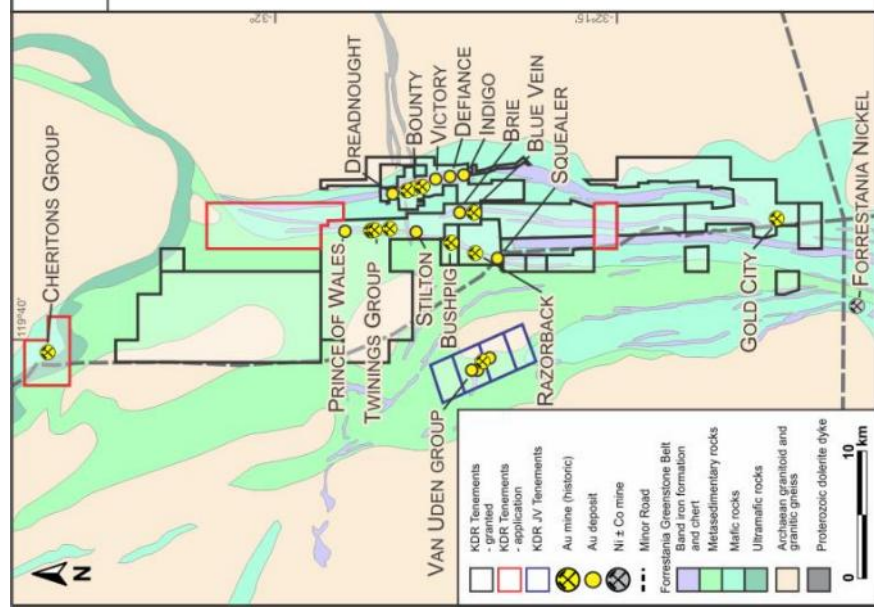 119°40'
-32°
-32°15'
CHERITONS GROUP
DREADNOUGHT
BOUNTY
VICTORY
DEFIANCE
INDIGO
BRIE
BLUE VEIN
SQUEALER
PRINCE OF WALES
TWININGS GROUP
STILTON
BUSHPIG
VAN UDEN GROUP
RAZORBACK
GOLD CITY
FORRESTANIA NICKEL
N
KDR Tenements
- granted
KDR Tenements
- application
KDR JV Tenements
Au mine (historic)
Au deposit
Ni ± Co mine
Minor Road
Forrestania Greenstone Belt
Band iron formation
and chert
Metasedimentary rocks
Mafic rocks
Ultramafic rocks
Archaean granitoid and
granitic gneiss
Proterozoic dolerite dyke
0 10
km